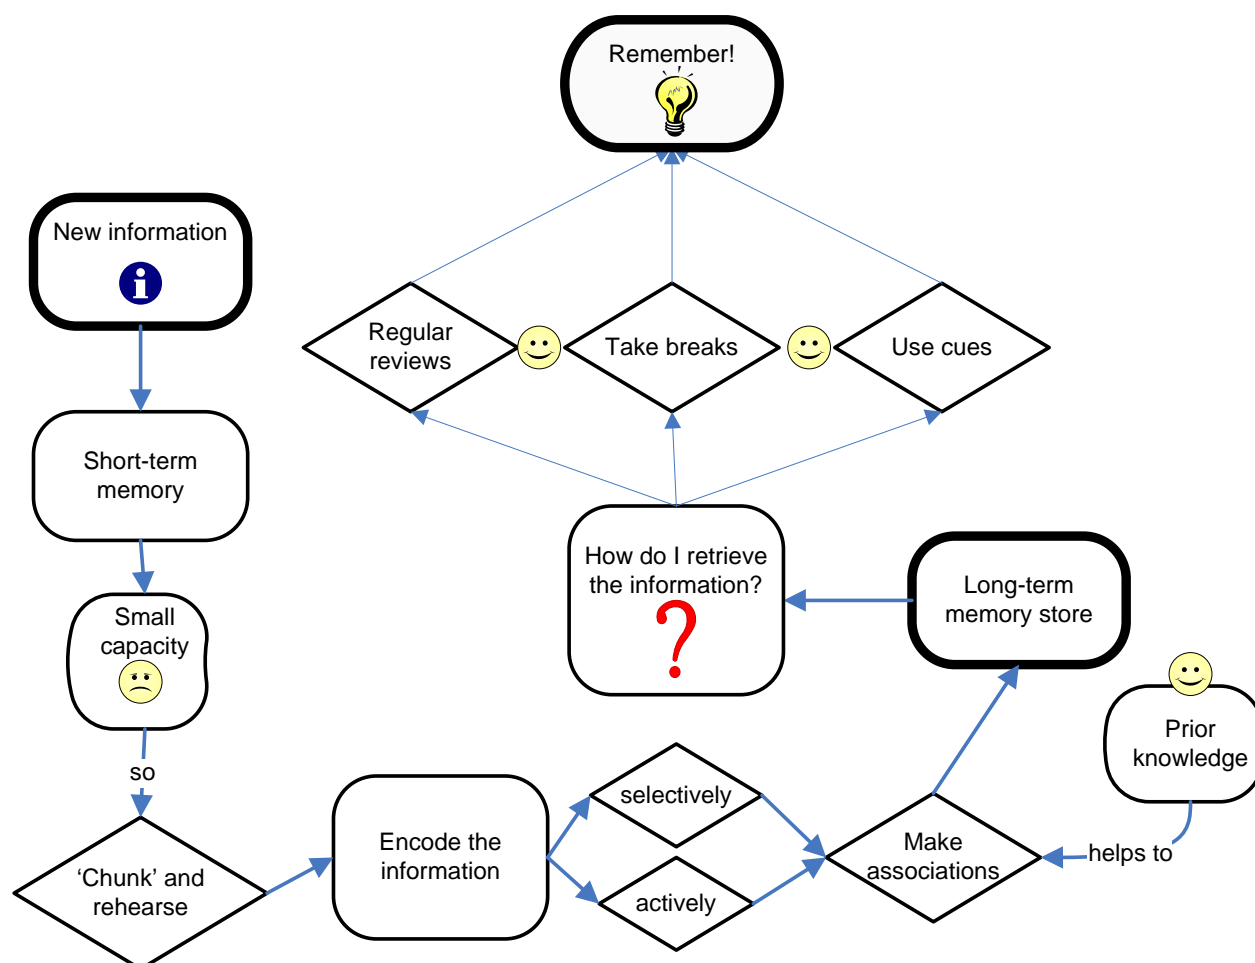 Remember!
New information
Regular
reviews
Take breaks
Use cues
Short-term
memory
How do I retrieve
the information?
?
Long-term
memory store
Small
capacity
Prior
knowledge
so
selectively
Encode the
information
Make
associations
helps to
‘Chunk’ and
rehearse
actively